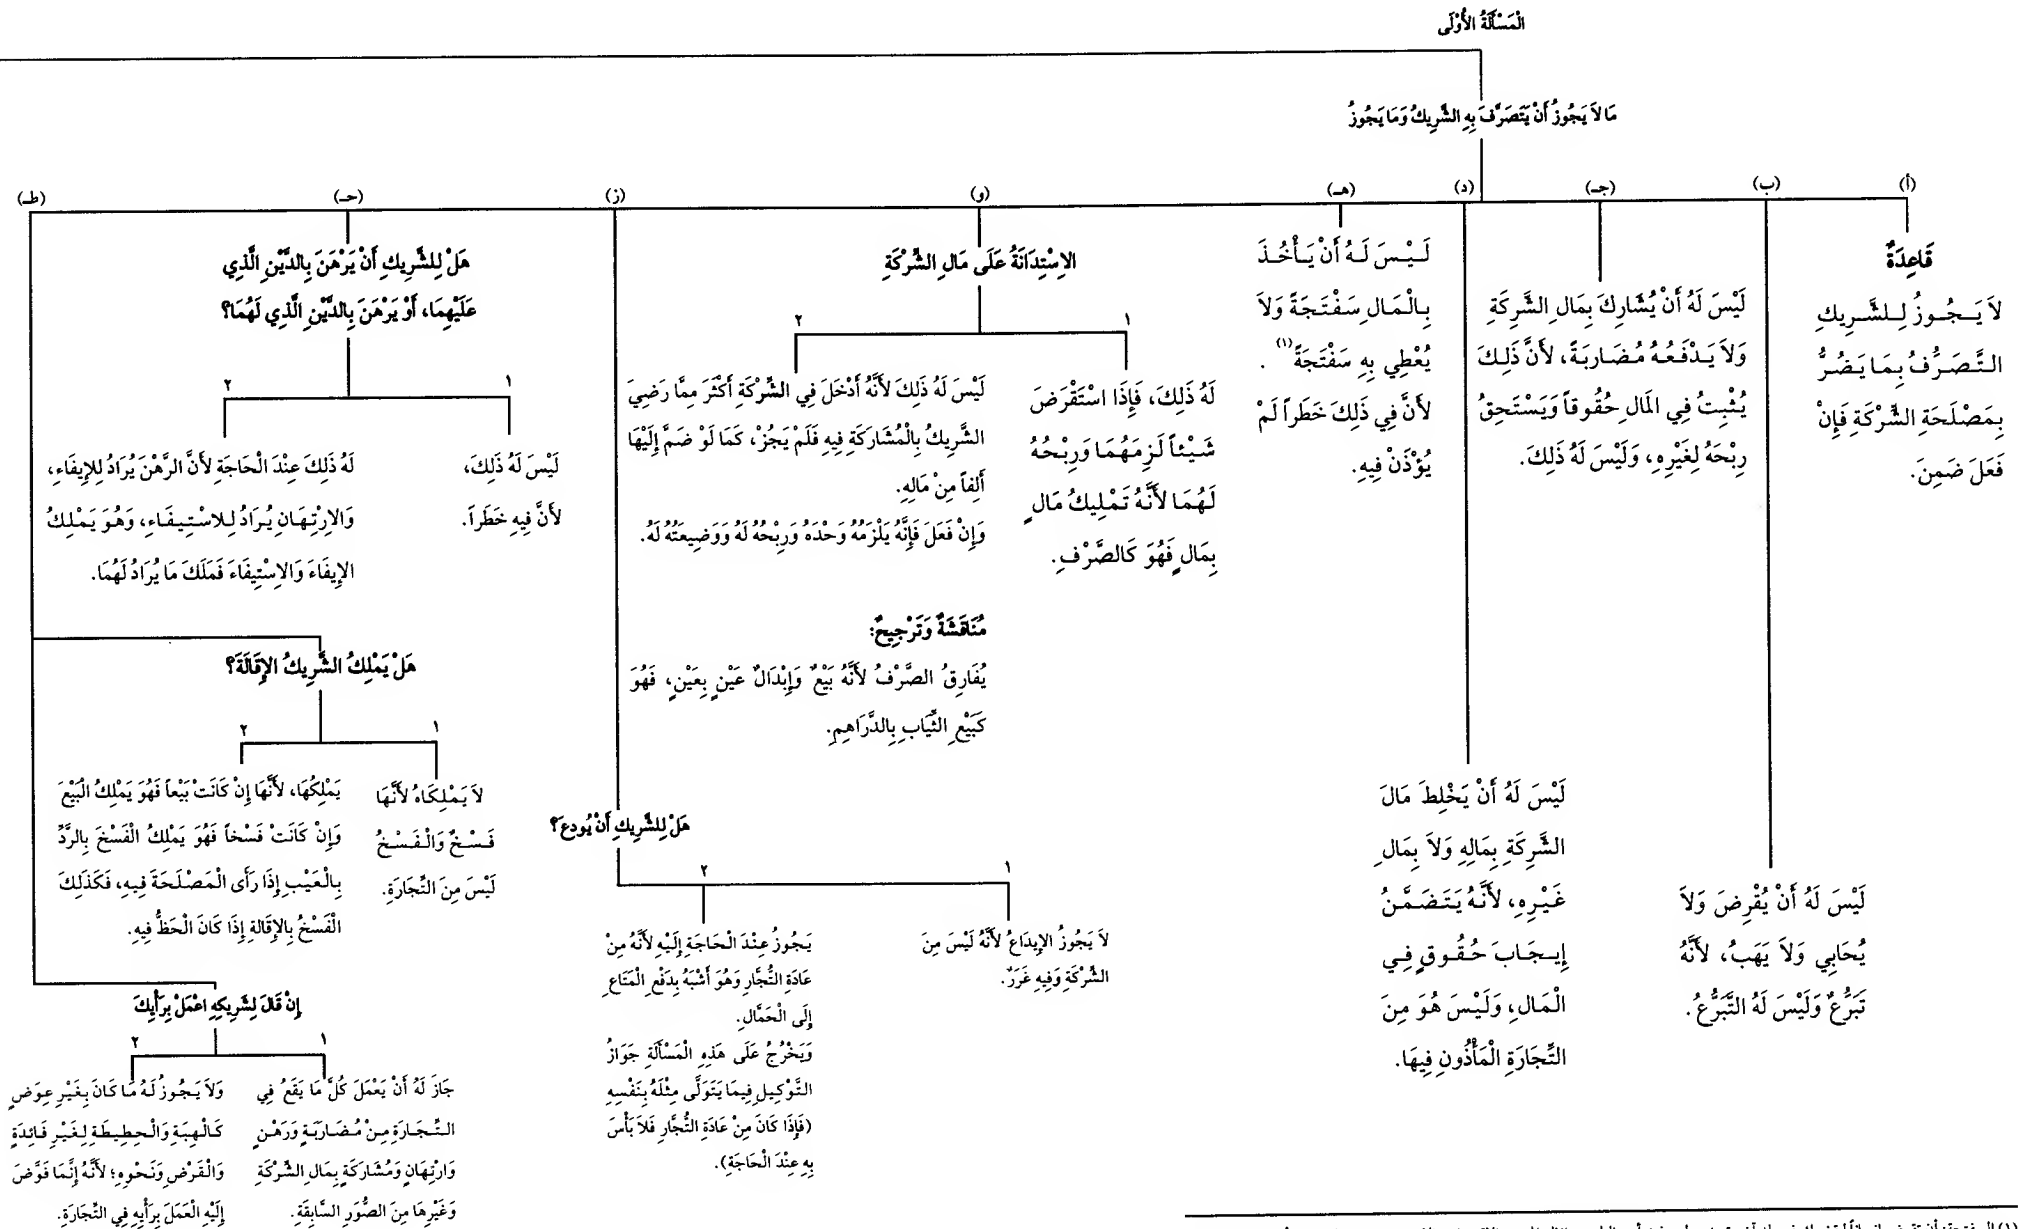 الْمَسْأَلَةُ الأُوْلَى
مَا لاَ يَجُوزُ أَنْ يَتَصَرَّفَ بِهِ الشَّرِيكُ وَمَا يَجُوزُ
(أ)
قَاعِدَةٌ
لاَ يَجُوزُ لِلشَّرِيكِ
التَّصَرُّفُ بِمَا يَضُرُّ
بِمَصْلَحَةِ الشِّرْكَةِ فَإِنْ
فَعَلَ ضَمِنَ.
(ب)
لَيْسَ لَهُ أَنْ يُقْرِضَ وَلاَ
يُحَابِي وَلاَ يَهَبُ، لأَنَّهُ
تَبَرُّعٌ وَلَيْسَ لَهُ التَّبَرُّعُ.
(جـ)
لَيْسَ لَهُ أَنْ يُشَارِكَ بِمَالِ الشَّرِكَةِ
وَلاَ يَدْفَعُهُ مُضَارَبَةً، لأَنَّ ذَلِكَ
يُثْبِتُ فِي المَالِ حُقُوقاً وَيَسْتَحِقُ
رِبْحَهُ لِغَيْرِهِ، وَلَيْسَ لَهُ ذَلِكَ.
(د)
لَيْسَ لَهُ أَنْ يَخْلِطَ مَالَ
الشَّرِكَةِ بِمَالِهِ وَلاَ بِمَالِ
غَيْرِهِ، لأَنَّهُ يَتَضَمَّنُ
إِيجَابَ حُقُوقٍ فِي
الْمَالِ، وَلَيْسَ هُوَ مِنَ
التِّجَارَةِ الْمَأْذُونِ فِيهَا.
(هـ)
لَيْسَ لَهُ أَنْ يَأْخُذَ
بِالْمَالِ سَفْتَجَةً وَلاَ
يُعْطِي بِهِ سَفْتَجَةً(١).
لأَنَّ فِي ذَلِكَ خَطَراً لَمْ
يُؤْذَنْ فِيهِ.
(و)
الاِسْتِدَانَةُ عَلَى مَالِ الشِّرْكَةِ
١
لَهُ ذَلِكَ، فَإِذَا اسْتَقْرَضَ
شَيْئاً لَزِمَهُمَا وَرِبْحُهُ
لَهُمَا لأَنَّهُ تَمْلِيكُ مَالٍ
بِمَالٍ فَهُوَ كَالصَّرْفِ.
٢
لَيْسَ لَهُ ذَلِكَ لأَنَّهُ أَدْخَلَ فِي الشِّرْكَةِ أَكْثَرَ مِمَّا رَضِيَ
الشَّرِيكُ بِالْمُشَارَكَةِ فِيهِ فَلَمْ يَجُزْ، كَمَا لَوْ ضَمَّ إِلَيْهَا
أَلِفاً مِنْ مَالِهِ.
وَإِنْ فَعَلَ فَإِنَّهُ يَلْزَمُهُ وَحْدَهُ وَرِبْحُهُ لَهُ وَوَضِيعَتُهُ لَهُ.
مُنَاقَشَةٌ وَتَرْجِيحٌ:
يُفَارِقُ الصَّرْفُ لأَنَّهُ بَيْعٌ وَإِبْدَالٌ عَيْنٍ بِعَيْنٍ، فَهُوَ
كَبَيْعِ الثِّيَابِ بِالدَّرَاهِمِ.
(ز)
هَلْ لِلشَّرِيكِ أَنْ يُودِعَ؟
١
لاَ يَجُوزُ الإِيدَاعُ لأَنَّهُ لَيْسَ مِنَ
الشِّرْكَةِ وَفِيهِ غَرَرٌ.
٢
يَجُوزُ عِنْدَ الْحَاجَةِ إِلَيْهِ لأَنَّهُ مِنْ
عَادَةِ التُّجَّارِ وَهُوَ أَشْبَهُ بِدَفْعِ الْمَتَاعِ
إِلَى الْحَمَّالِ.
وَيَخْرُجُ عَلَى هَذِهِ الْمَسْأَلَةِ جَوَازُ
التَّوْكِيلِ فِيمَا يَتَوَلَّى مِثْلَهُ بِنَفْسِهِ
(فَإِذَا كَانَ مِنْ عَادَةِ التُّجَّارِ فَلاَ بَأْسَ
بِهِ عِنْدَ الْحَاجَةِ).
(حـ)
هَلْ لِلشَّرِيكِ أَنْ يَرْهَنَ بِالدَّيْنِ الَّذِي
عَلَيْهِمَا، أَوْ يَرْهَنَ بِالدَّيْنِ الَّذِي لَهُمَا؟
١
لَيْسَ لَهُ ذَلِكَ،
لأَنَّ فِيهِ خَطَراً.
٢
لَهُ ذَلِكَ عِنْدَ الْحَاجَةِ لأَنَّ الرَّهْنَ يُرَادُ لِلإِيفَاءِ،
وَالاِرْتِهَانِ يُرَادُ لِلاسْتِيفَاءِ، وَهُوَ يَمْلِكُ
الإِيفَاءَ وَالاِسْتِيفَاءَ فَمَلَكَ مَا يُرَادُ لَهُمَا.
(طـ)
هَلْ يَمْلِكُ الشَّرِيكُ الإِقَالَةَ؟
١
لاَ يَمْلِكَاهُ لأَنَّهَا
فَسْخٌ وَالْفَسْخُ
لَيْسَ مِنَ التِّجَارَةِ.
٢
يَمْلِكُهَا، لأَنَّهَا إِنْ كَانَتْ بَيْعاً فَهُوَ يَمْلِكُ الْبَيْعَ
وَإِنْ كَانَتْ فَسْخاً فَهُوَ يَمْلِكُ الْفَسْخَ بِالرَّدِّ
بِالْعَيْبِ إِذَا رَأَى الْمَصْلَحَةَ فِيهِ، فَكَذَلِكَ
الْفَسْخُ بِالإِقَالةِ إِذَا كَانَ الْحَظُّ فِيهِ.
إِنْ قَالَ لِشَرِيكِهِ اعْمَلْ بِرَأْيِكَ
١
جَازَ لَهُ أَنْ يَعْمَلَ كُلَّ مَا يَقَعُ فِي
التِّجَارَةِ مِنْ مُضَارَبَةٍ وَرَهْنٍ
وَارْتِهَانٍ وَمُشَارَكَةٍ بِمَالِ الشِّرْكَةِ
وَغَيْرِهَا مِنَ الصُّوَرِ السَّابِقَةِ.
٢
وَلاَ يَجُوزُ لَهُ مَا كَانَ بِغَيْرِ عِوَضٍ
كَالْهِبَةِ وَالْحِطِيطَةِ لِغَيْرِ فَائِدَةٍ
وَالْقَرْضِ وَنَحْوِهِ؛ لأَنَّهُ إِنَّمَا فَوَّضَ
إِلَيْهِ الْعَمَلَ بِرَأْيِهِ فِي التِّجَارَةِ.